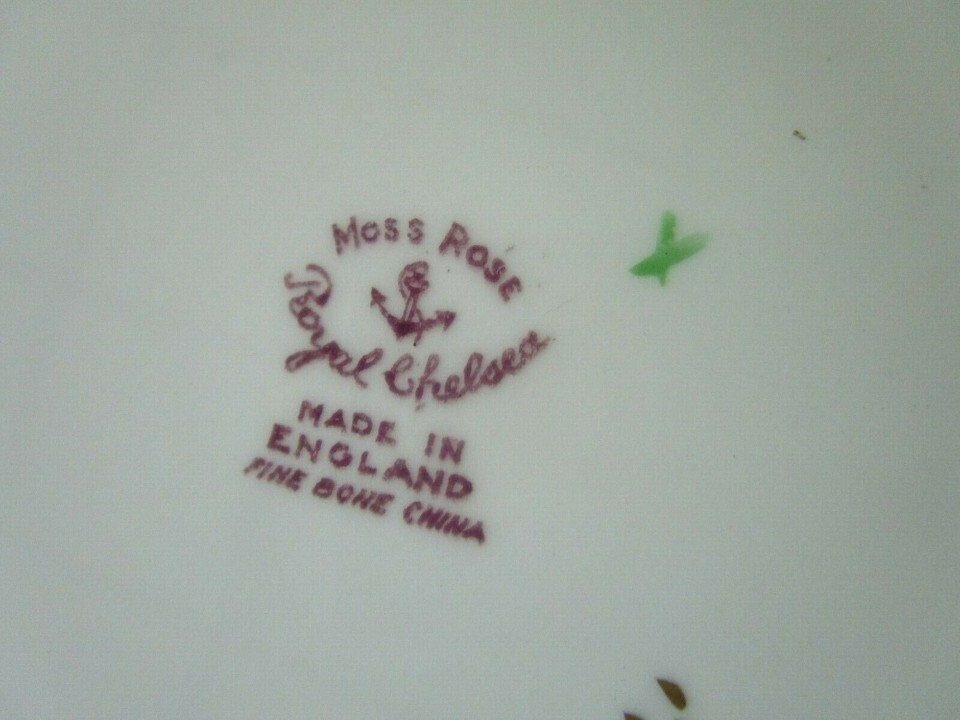 Moss Rose
Royal Chelsea
MADE IN
ENGLAND
FINE BONE CHINA